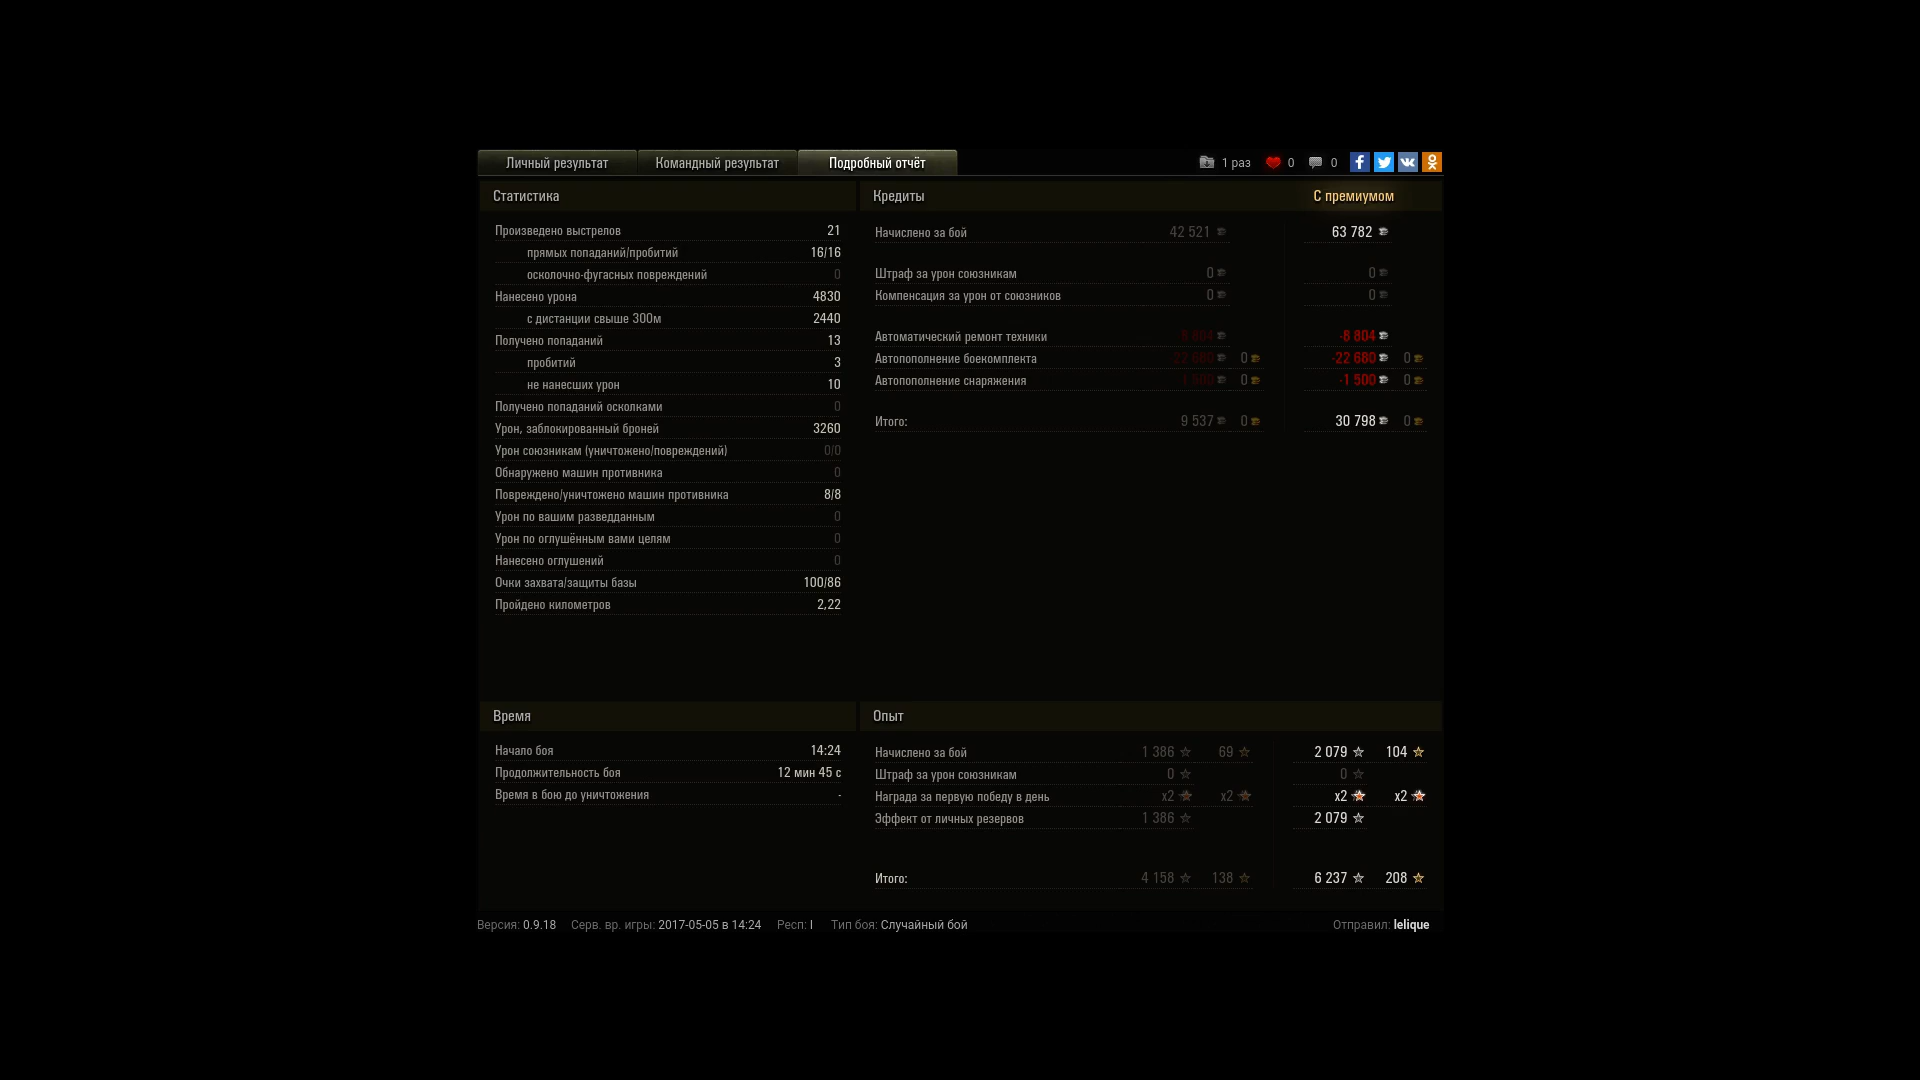 Личный результат Командный результат Подробный отчёт 1 раз 0 0
Статистика
Произведено выстрелов 21
прямых попаданий/пробитий 16/16
осколочно-фугасных повреждений 0
Нанесено урона 4830
с дистанции свыше 300м 2440
Получено попаданий 13
пробитий 3
не нанесших урон 10
Получено попаданий осколками 0
Урон, заблокированный броней 3260
Урон союзникам (уничтожено/повреждений) 0/0
Обнаружено машин противника 0
Повреждено/уничтожено машин противника 8/8
Урон по вашим разведданным 0
Урон по оглушённым вами целям 0
Нанесено оглушений 0
Очки захвата/защиты базы 100/86
Пройдено километров 2,22
Кредиты С премиумом
Начислено за бой 42 521 63 782
Штраф за урон союзникам 0 0
Компенсация за урон от союзников 0 0
Автоматический ремонт техники -8 804 -8 804
Автопополнение боекомплекта -22 680 0 -22 680 0
Автопополнение снаряжения -1 500 0 -1 500 0
Итого: 9 537 0 30 798 0
Время
Начало боя 14:24
Продолжительность боя 12 мин 45 с
Время в бою до уничтожения -
Опыт
Начислено за бой 1 386 69 2 079 104
Штраф за урон союзникам 0 0
Награда за первую победу в день x2 x2 x2 x2
Эффект от личных резервов 1 386 2 079
Итого: 4 158 138 6 237 208
Версия: 0.9.18 Серв. вр. игры: 2017-05-05 в 14:24 Респ: I Тип боя: Случайный бой Отправил: lelique